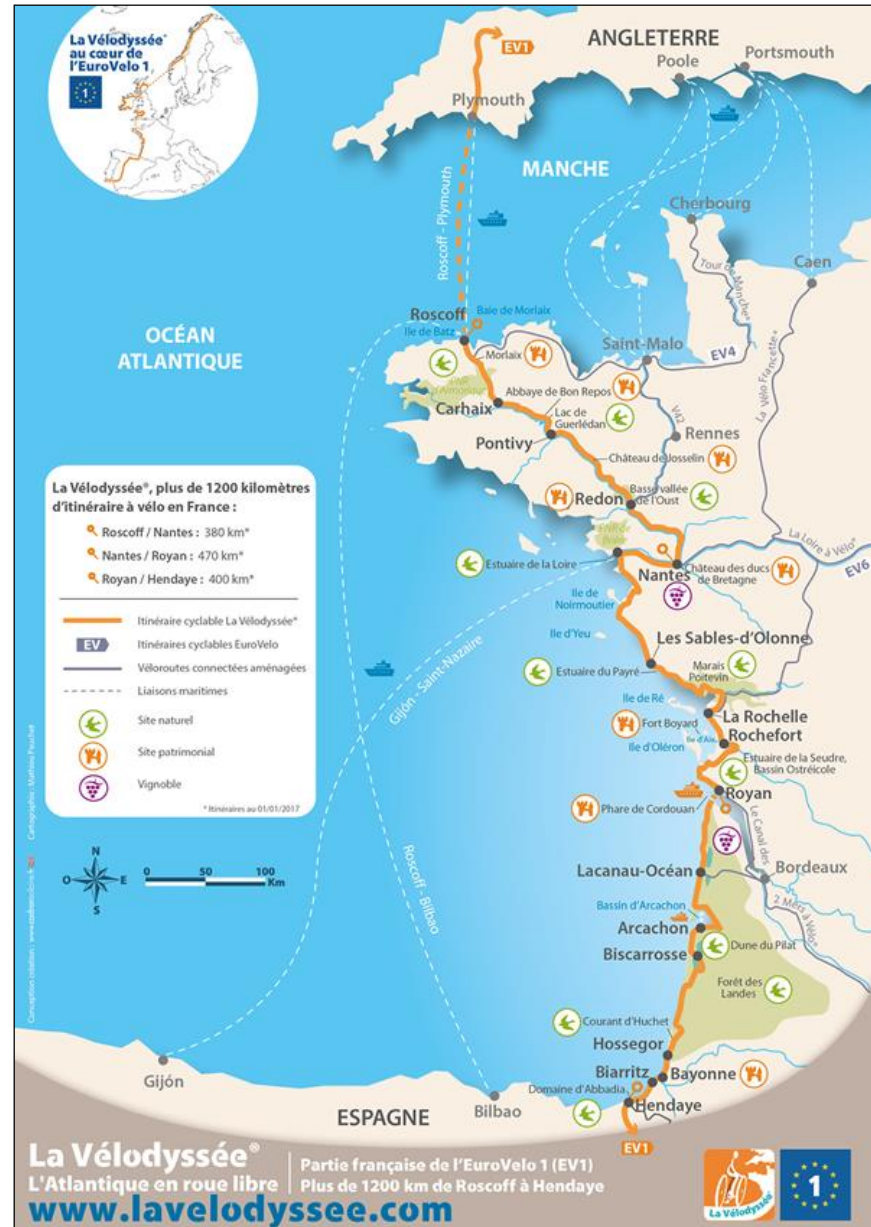 La Vélodyssée®
au cœur de
l'EuroVelo 1
1
EV1
ANGLETERRE
Poole
Portsmouth
Plymouth
MANCHE
Roscoff - Plymouth
Cherbourg
Tour de Manche®
Caen
OCÉAN
ATLANTIQUE
Roscoff
Baie de Morlaix
Ile de Batz
Morlaix
Saint-Malo
EV4
La Vélo Francette®
Carhaix
Abbaye de Bon Repos
Lac de
Guerlédan
V42
Rennes
Pontivy
Château de Josselin
Redon
Basse vallée
de l'Oust
La Loire à Vélo®
EV6
Estuaire de la Loire
Nantes
Château des ducs
de Bretagne
Ile de
Noirmoutier
Ile d'Yeu
Les Sables-d'Olonne
Estuaire du Payré
Marais
Poitevin
Ile de Ré
La Rochelle
Fort Boyard
Ile d'Aix
Rochefort
Ile d'Oléron
Estuaire de la Seudre,
Bassin Ostréicole
Royan
Phare de Cordouan
Le Canal des
2 Mers à Vélo®
Lacanau-Océan
Bordeaux
Bassin d'Arcachon
Arcachon
Dune du Pilat
Biscarrosse
Forêt des
Landes
Courant d'Huchet
Hossegor
Biarritz
Bayonne
Domaine d'Abbadia
Hendaye
EV1
Gijón - Saint-Nazaire
Roscoff - Bilbao
Gijón
Bilbao
ESPAGNE
La Vélodyssée®, plus de 1200 kilomètres
d'itinéraire à vélo en France :
Roscoff / Nantes : 380 km*
Nantes / Royan : 470 km*
Royan / Hendaye : 400 km*
Itinéraire cyclable La Vélodyssée®
EV Itinéraires cyclables EuroVelo
Véloroutes connectées aménagées
Liaisons maritimes
Site naturel
Site patrimonial
Vignoble
* Itinéraires au 01/01/2017
N
O E
S
0 50 100
Km
La Vélodyssée®
L'Atlantique en roue libre
Partie française de l'EuroVelo 1 (EV1)
Plus de 1200 km de Roscoff à Hendaye
www.lavelodyssee.com
La Vélodyssée
1